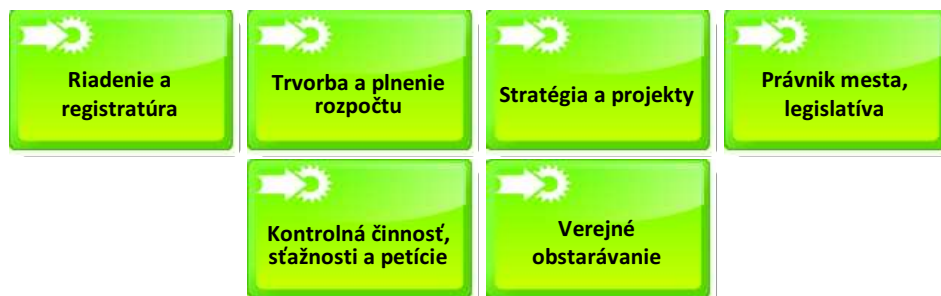 Riadenie a
registratúra
Trvorba a plnenie
rozpočtu
Stratégia a projekty
Právnik mesta,
legislatíva
Kontrolná činnosť,
sťažnosti a petície
Verejné
obstarávanie